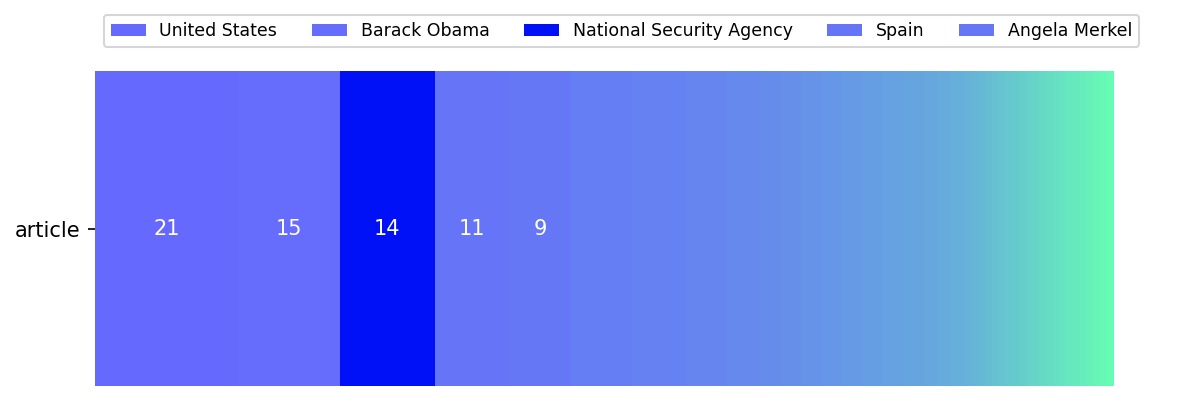 United States Barack Obama National Security Agency Spain Angela Merkel
article 21 15 14 11 9